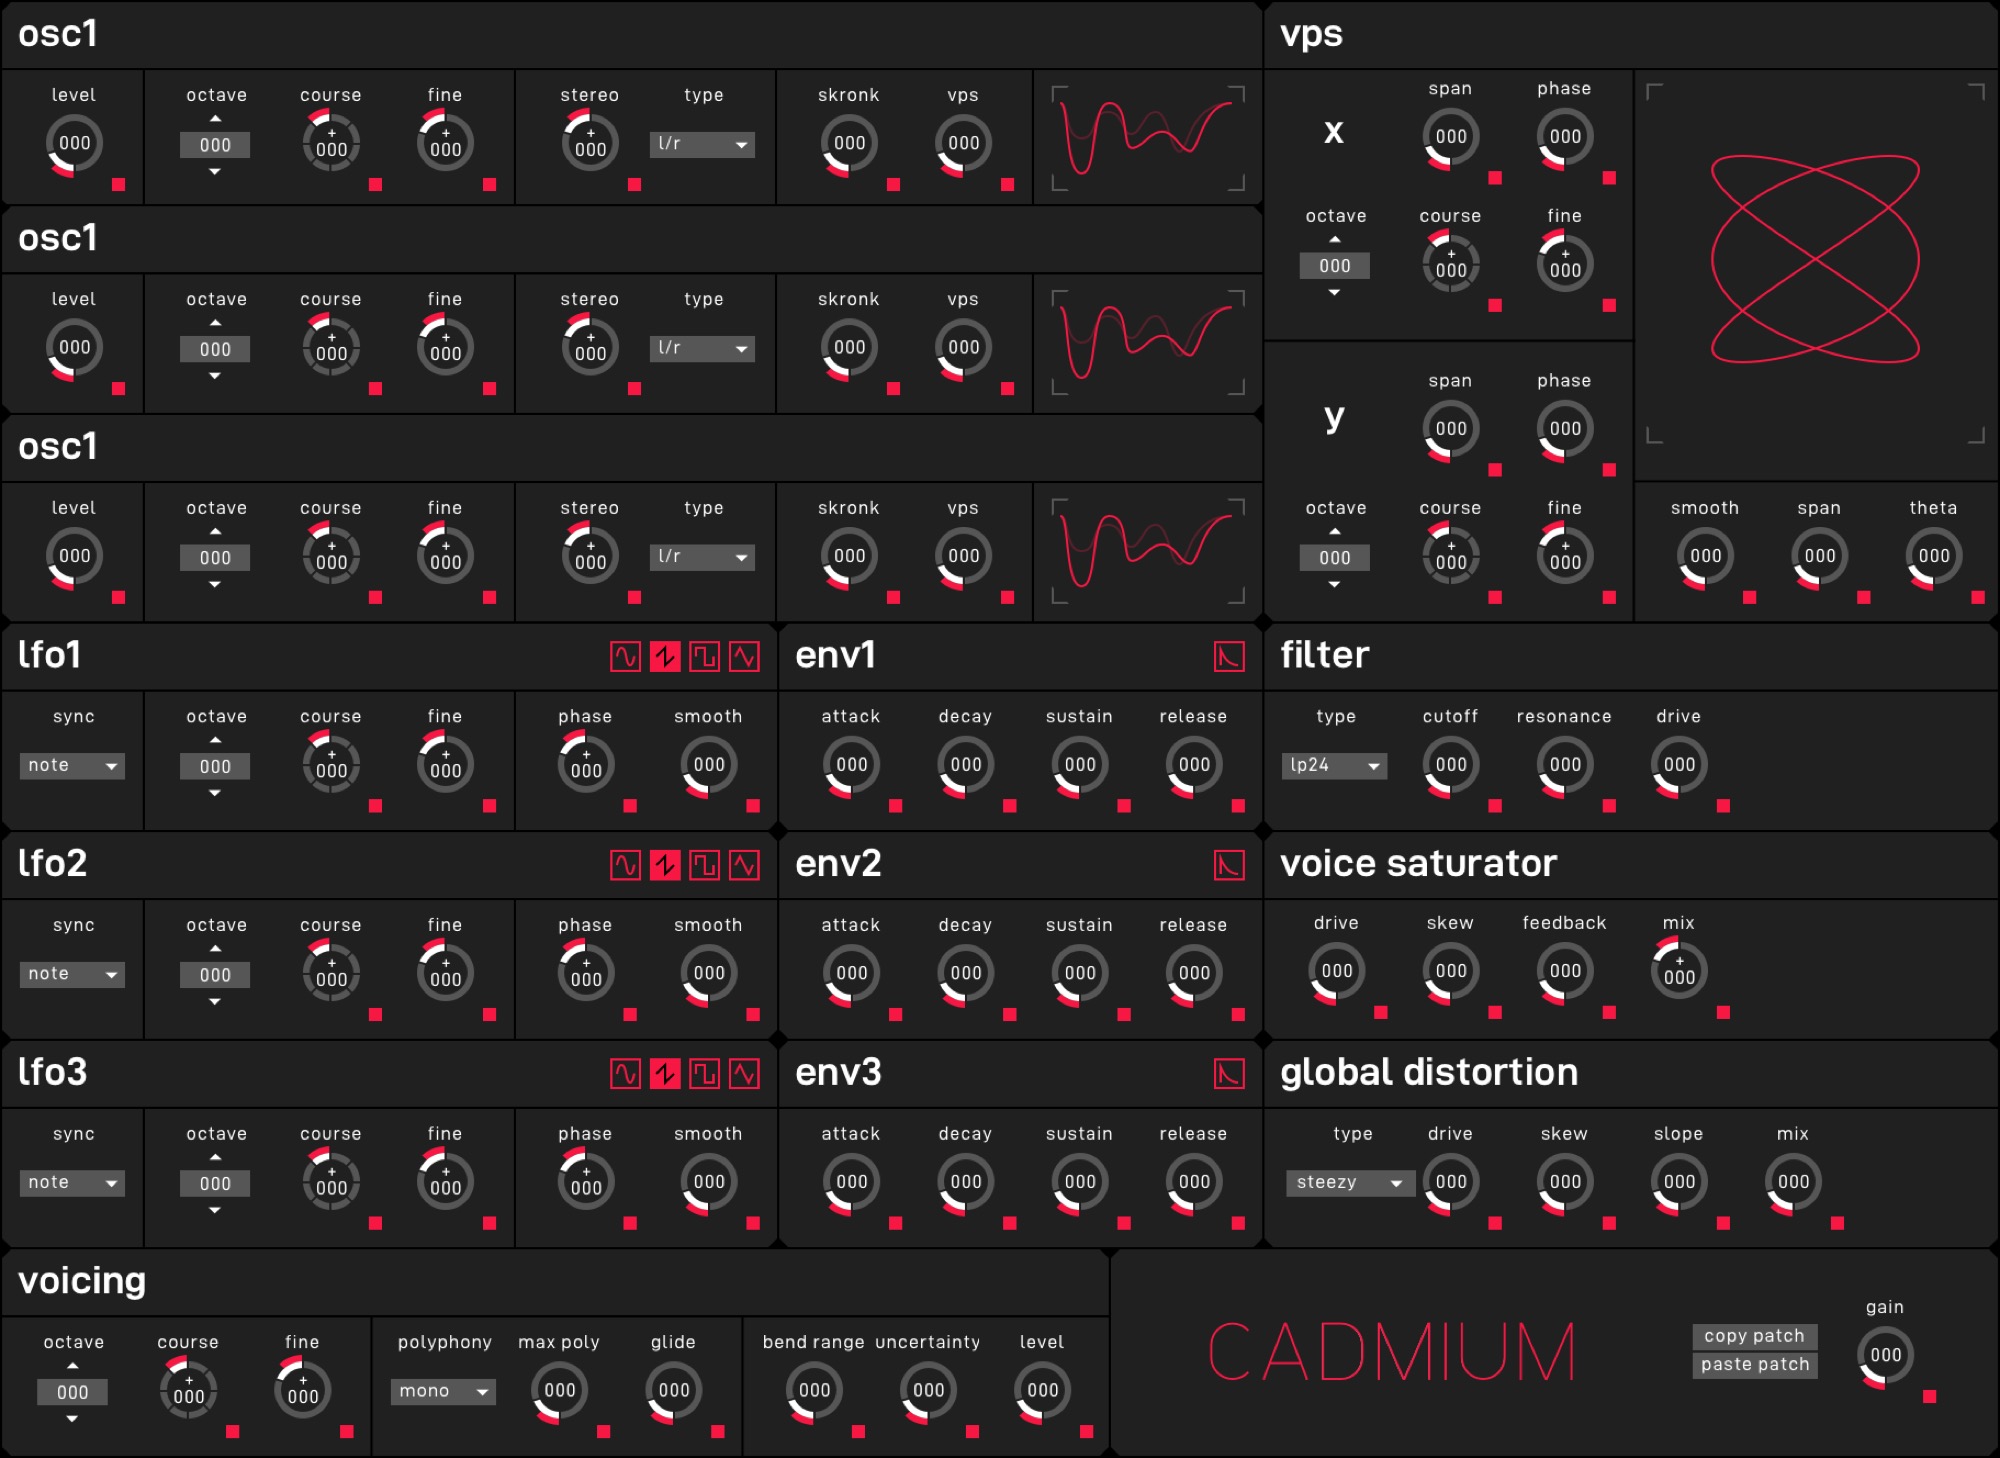 osc1
level octave course fine stereo type skronk vps
000 000 +000 +000 +000 l/r 000 000
osc1
level octave course fine stereo type skronk vps
000 000 +000 +000 +000 l/r 000 000
osc1
level octave course fine stereo type skronk vps
000 000 +000 +000 +000 l/r 000 000
vps
span phase
x 000 000
octave course fine
000 +000 +000
span phase
y 000 000
octave course fine
000 +000 +000
smooth span theta
000 000 000
lfo1
sync octave course fine phase smooth
note 000 +000 +000 +000 000
env1
attack decay sustain release
000 000 000 000
filter
type cutoff resonance drive
lp24 000 000 000
lfo2
sync octave course fine phase smooth
note 000 +000 +000 +000 000
env2
attack decay sustain release
000 000 000 000
voice saturator
drive skew feedback mix
000 000 000 +000
lfo3
sync octave course fine phase smooth
note 000 +000 +000 +000 000
env3
attack decay sustain release
000 000 000 000
global distortion
type drive skew slope mix
steezy 000 000 000 000
voicing
octave course fine polyphony max poly glide bend range uncertainty level
000 +000 +000 mono 000 000 000 000 000
CADMIUM
copy patch
paste patch
gain
000